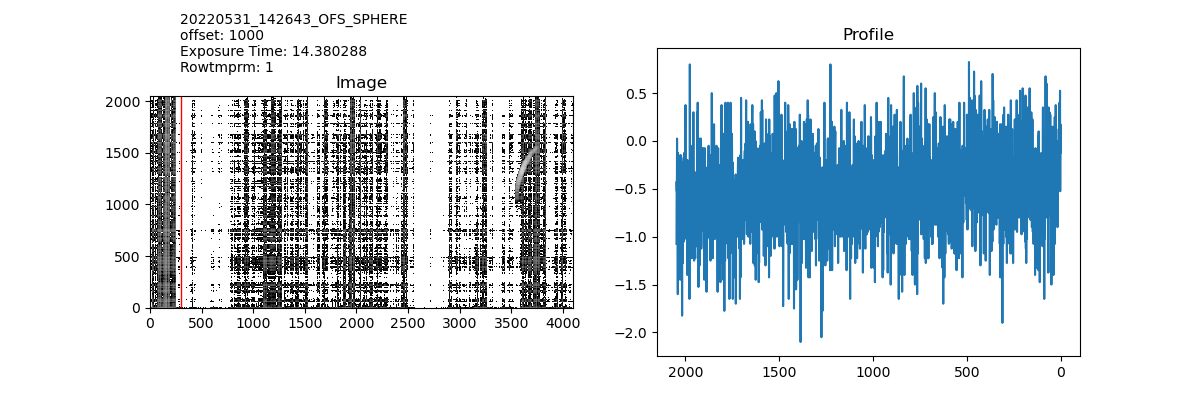 20220531_142643_OFS_SPHERE
offset: 1000
Exposure Time: 14.380288
Rowtmprm: 1
Image
2000
1500
1000
500
0
0 500 1000 1500 2000 2500 3000 3500 4000
Profile
0.5
0.0
−0.5
−1.0
−1.5
−2.0
2000 1500 1000 500 0